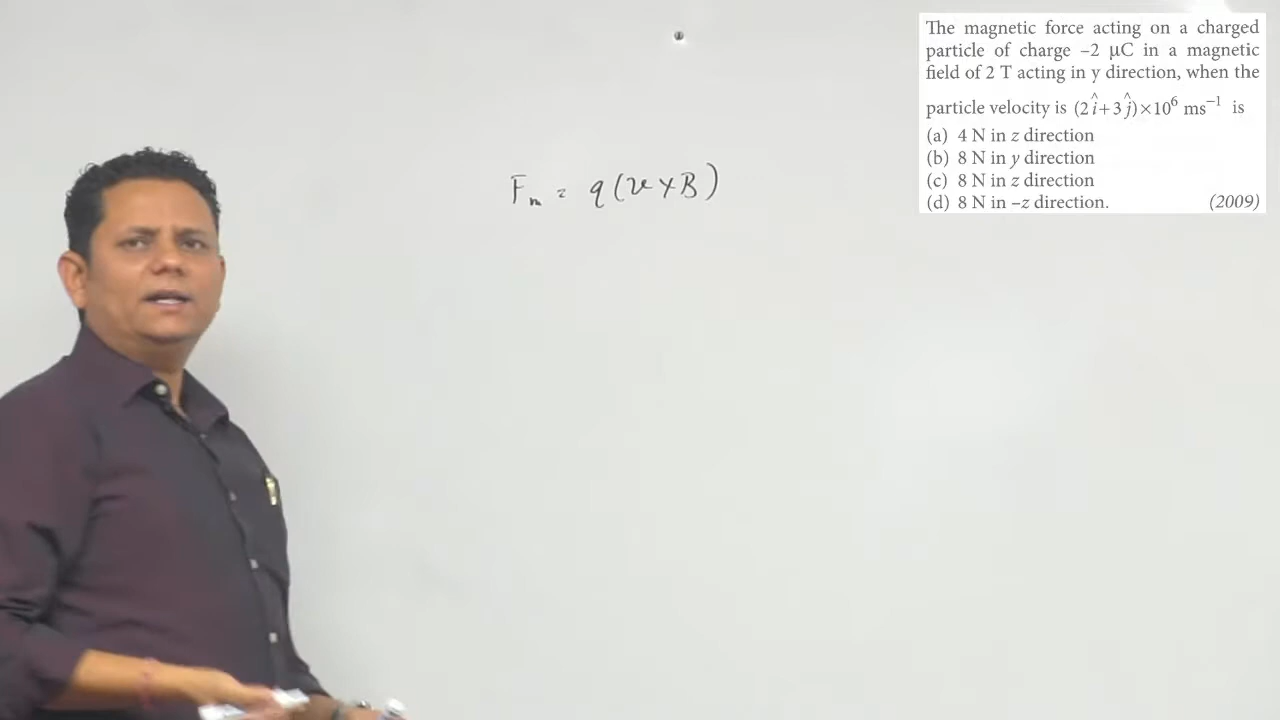 The magnetic force acting on a charged
particle of charge –2 μC in a magnetic
field of 2 T acting in y direction, when the
particle velocity is (2 î + 3 ĵ) × 10⁶ ms⁻¹ is
(a) 4 N in z direction
(b) 8 N in y direction
(c) 8 N in z direction
(d) 8 N in –z direction. (2009)
Fₘ = q(v × B)